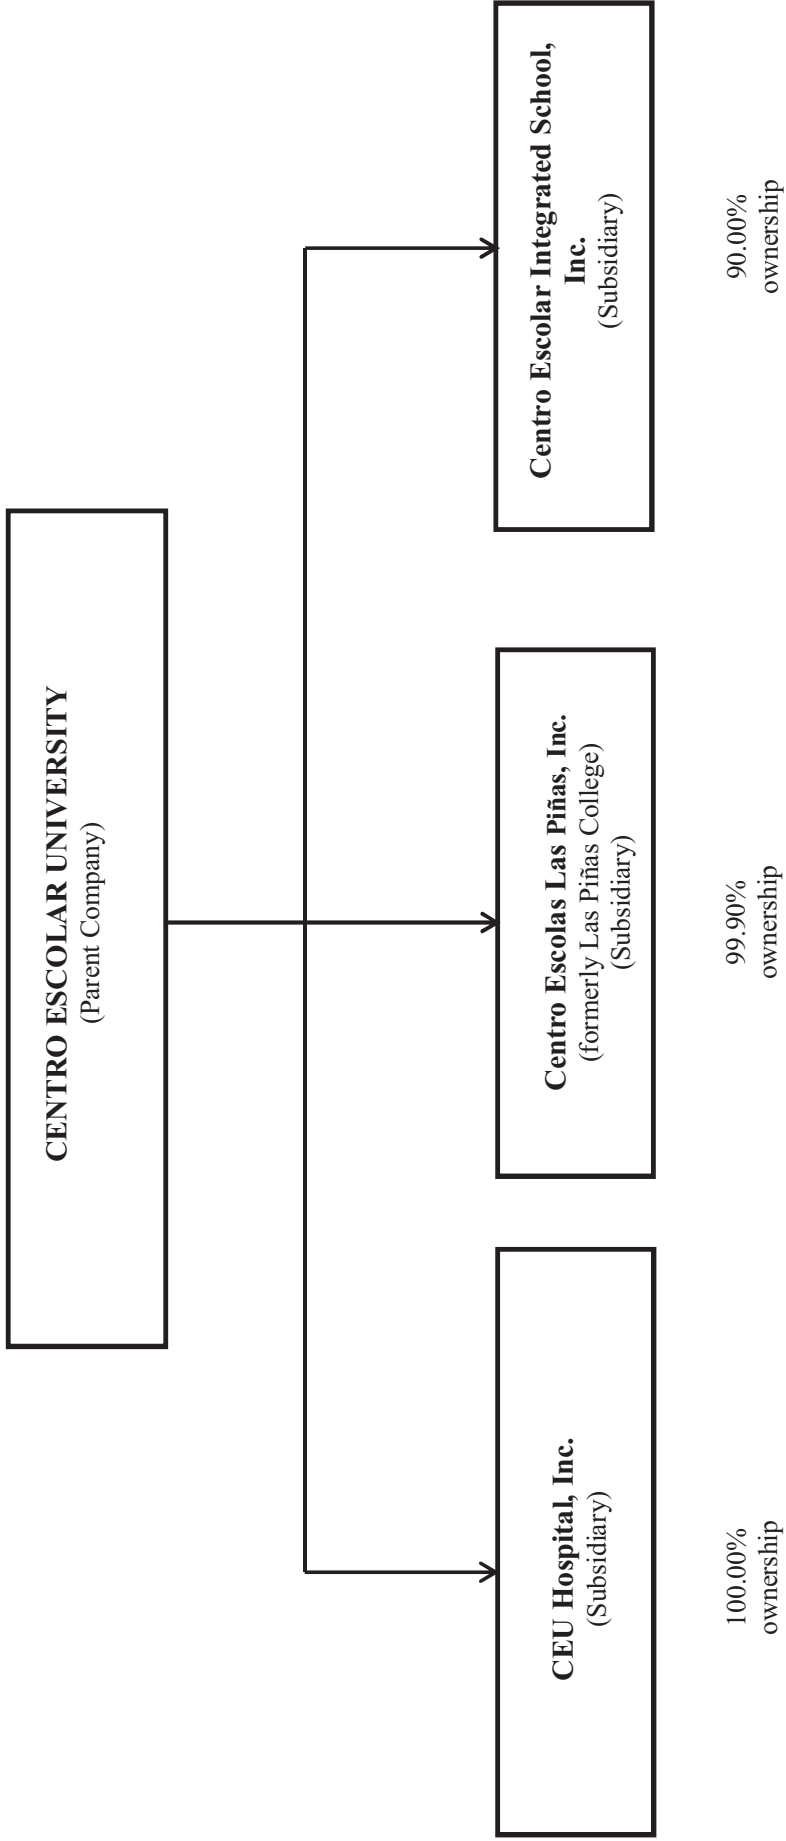 CENTRO ESCOLAR UNIVERSITY
(Parent Company)
CEU Hospital, Inc.
(Subsidiary)
Centro Escolas Las Piñas, Inc.
(formerly Las Piñas College)
(Subsidiary)
Centro Escolar Integrated School,
Inc.
(Subsidiary)
100.00%
ownership
99.90%
ownership
90.00%
ownership